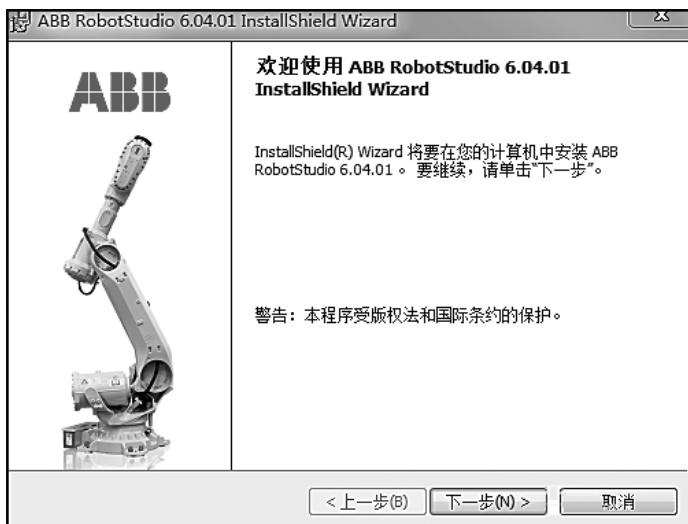 ABB RobotStudio 6.04.01 InstallShield Wizard
ABB
欢迎使用 ABB RobotStudio 6.04.01
InstallShield Wizard
InstallShield(R) Wizard 将要在您的计算机中安装 ABB
RobotStudio 6.04.01。 要继续，请单击“下一步”。
警告：本程序受版权法和国际条约的保护。
< 上一步(B)
下一步(N) >
取消